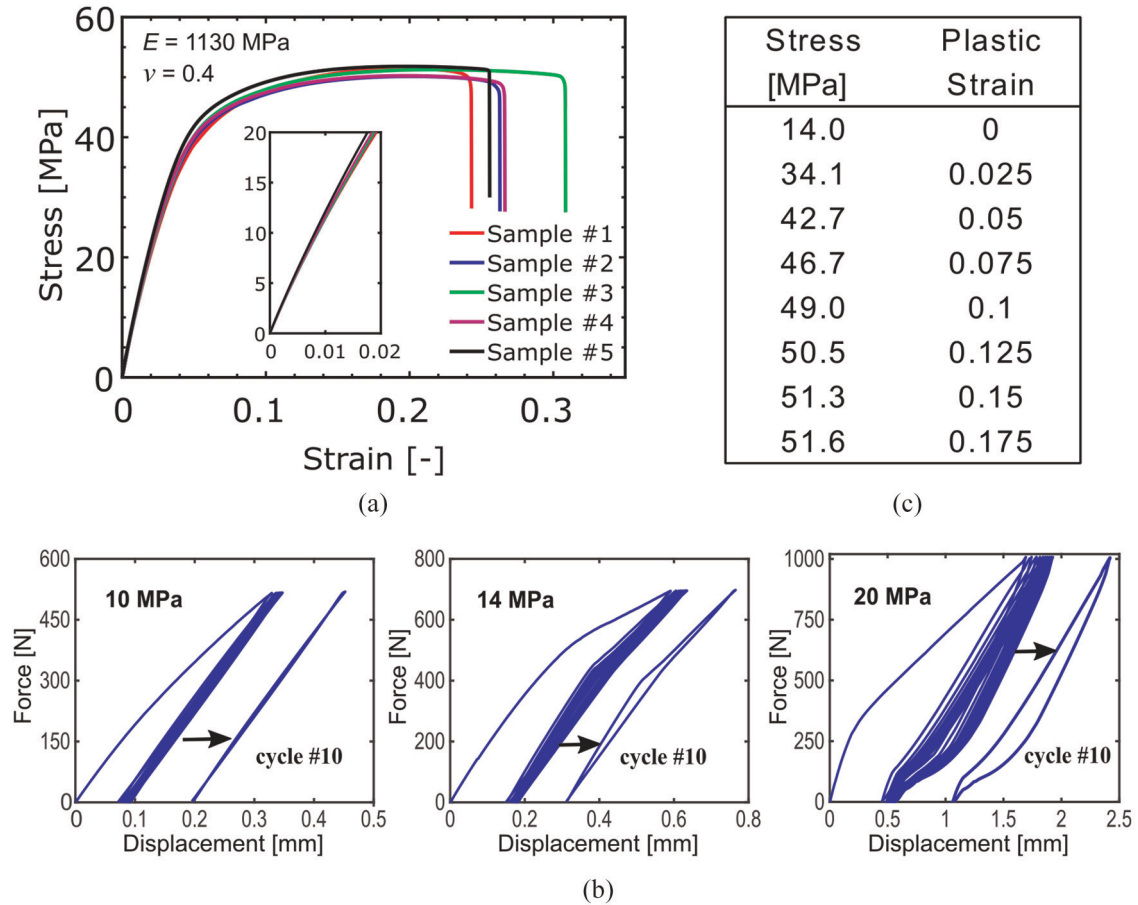 60
40
20
0
Stress [MPa]
E = 1130 MPa
ν = 0.4
20
15
10
5
0
0
0.01
0.02
Sample #1
Sample #2
Sample #3
Sample #4
Sample #5
0
0.1
0.2
0.3
Strain [-]
(a)
Stress Plastic
[MPa] Strain
14.0 0
34.1 0.025
42.7 0.05
46.7 0.075
49.0 0.1
50.5 0.125
51.3 0.15
51.6 0.175
(c)
600
450
300
150
0
Force [N]
10 MPa
cycle #10
0
0.1
0.2
0.3
0.4
0.5
Displacement [mm]
800
600
400
200
0
Force [N]
14 MPa
cycle #10
0
0.2
0.4
0.6
0.8
Displacement [mm]
1000
750
500
250
0
Force [N]
20 MPa
cycle #10
0
0.5
1
1.5
2
2.5
Displacement [mm]
(b)